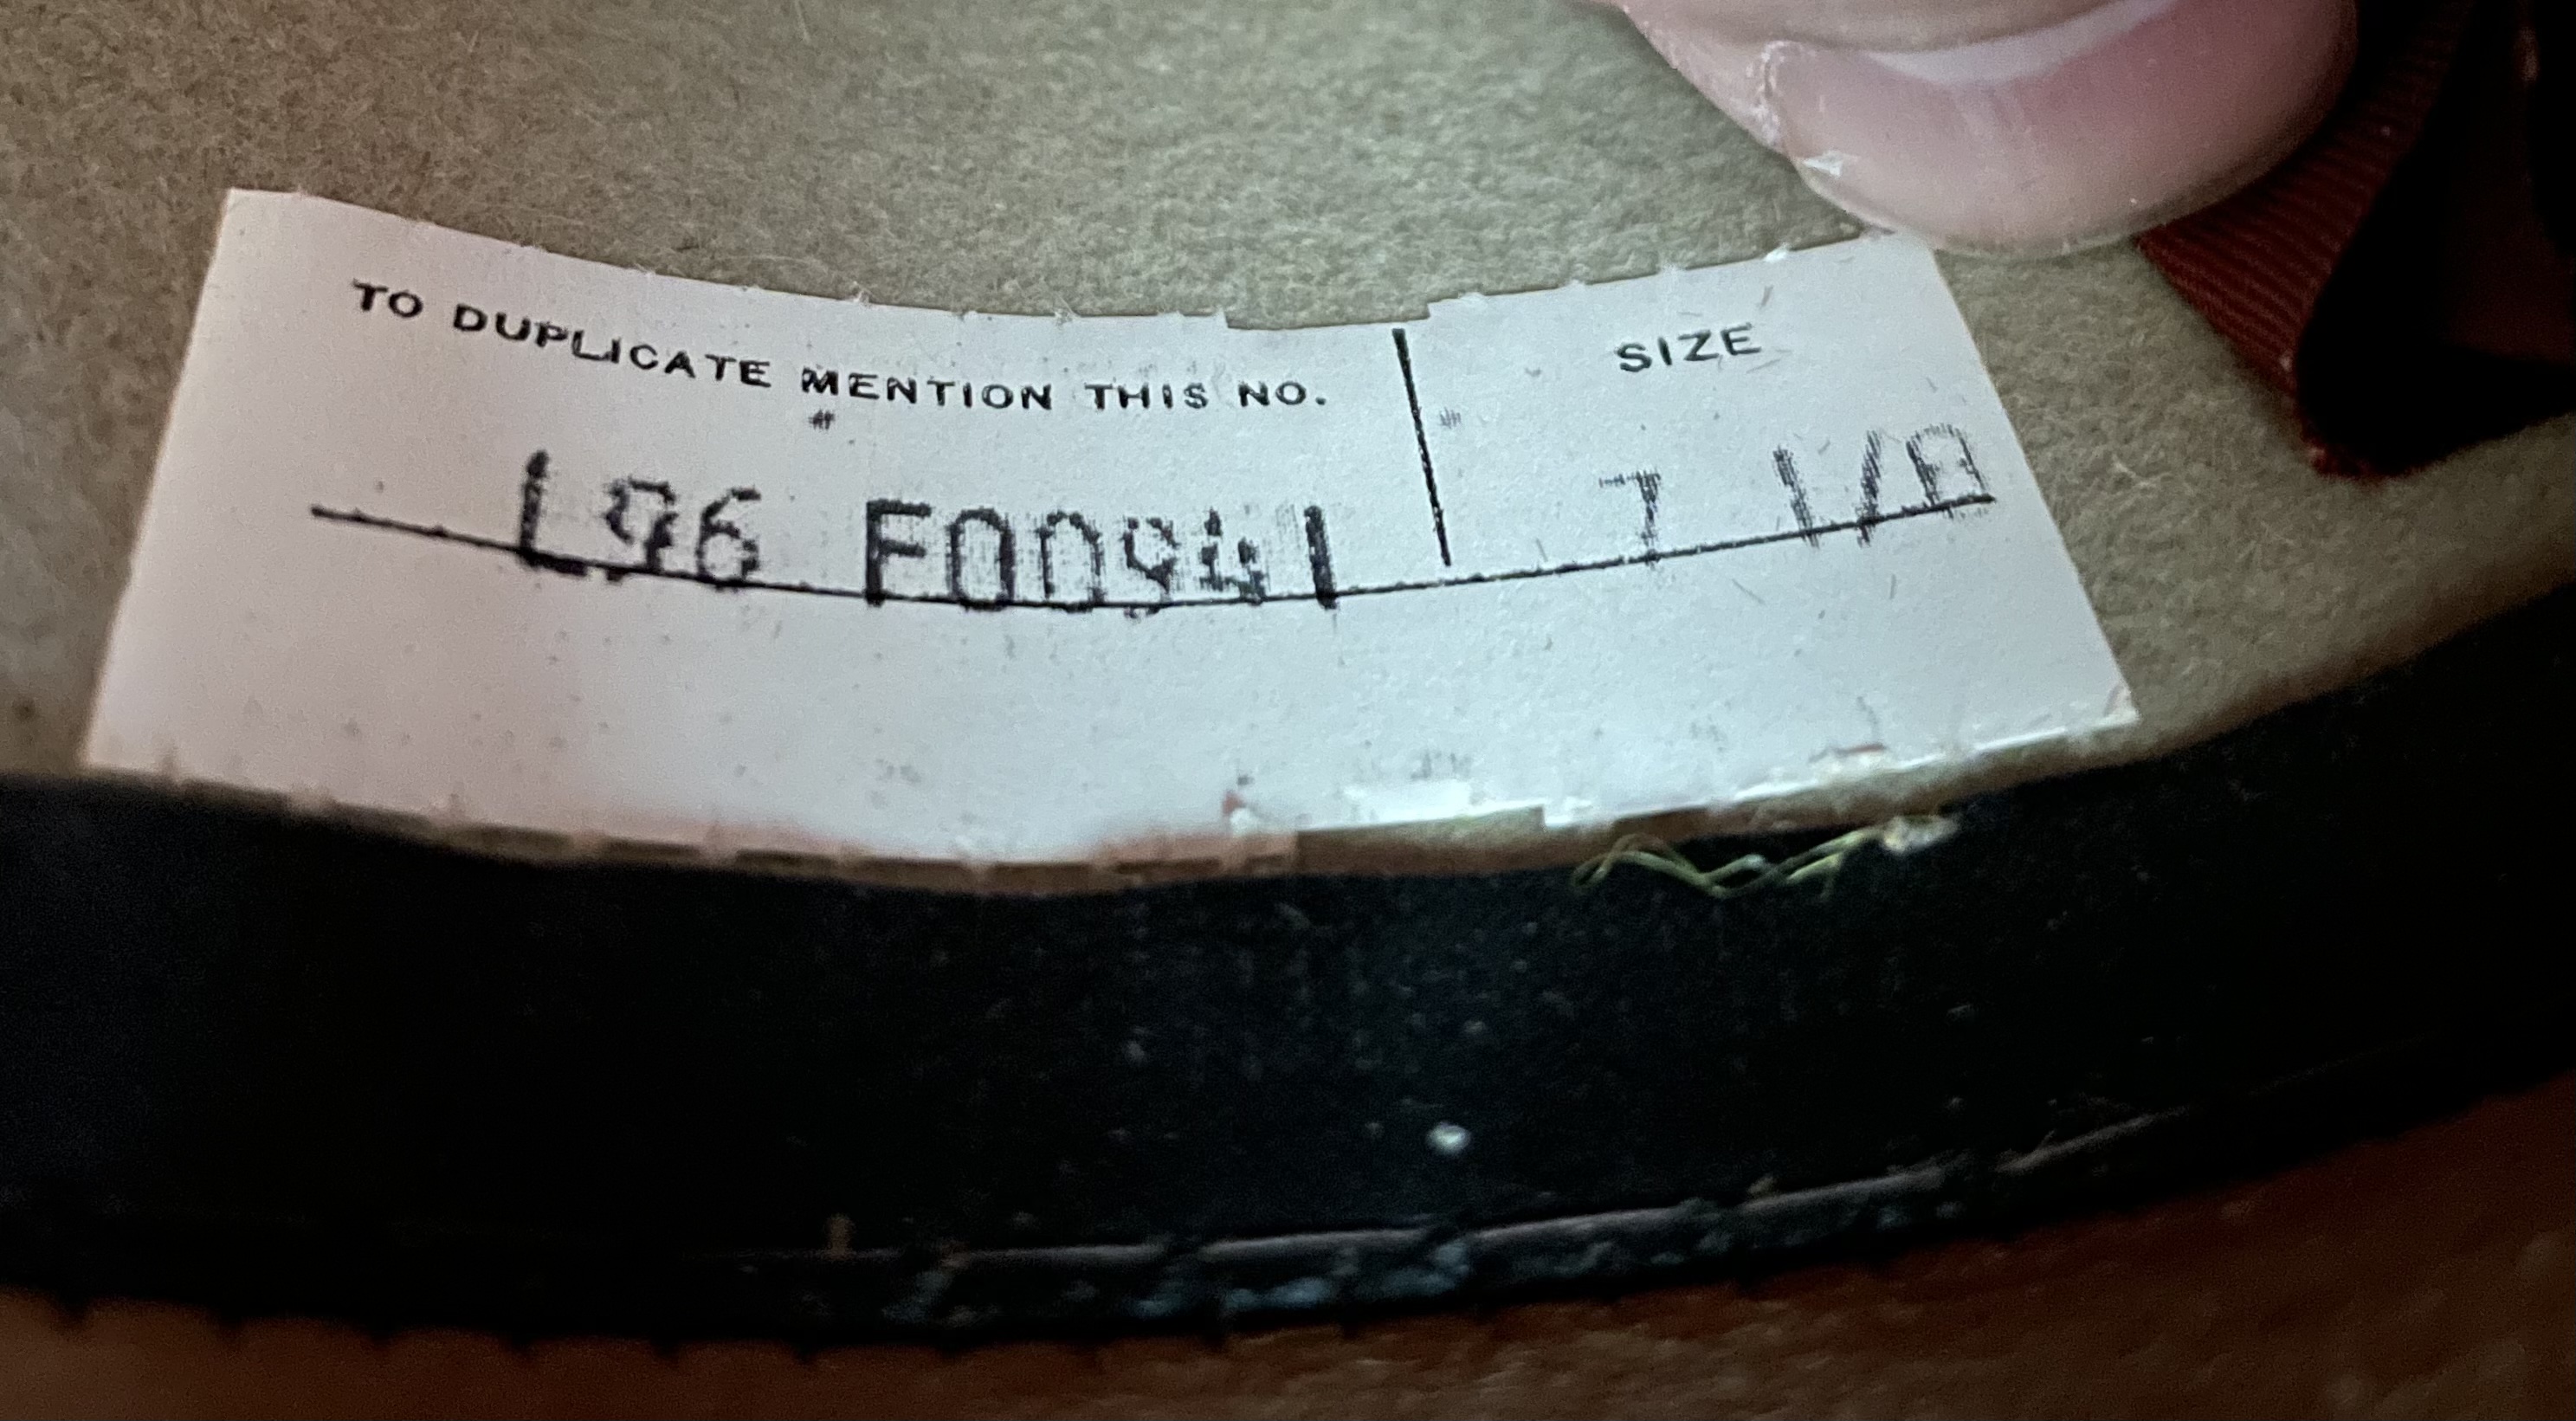 TO DUPLICATE MENTION THIS NO.
SIZE
7 1/8